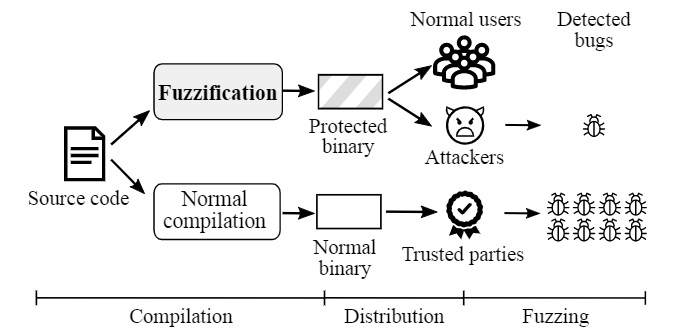 Normal users
Detected
bugs
Fuzzification
Protected
binary
Attackers
Source code
Normal
compilation
Normal
binary
Trusted parties
Compilation
Distribution
Fuzzing